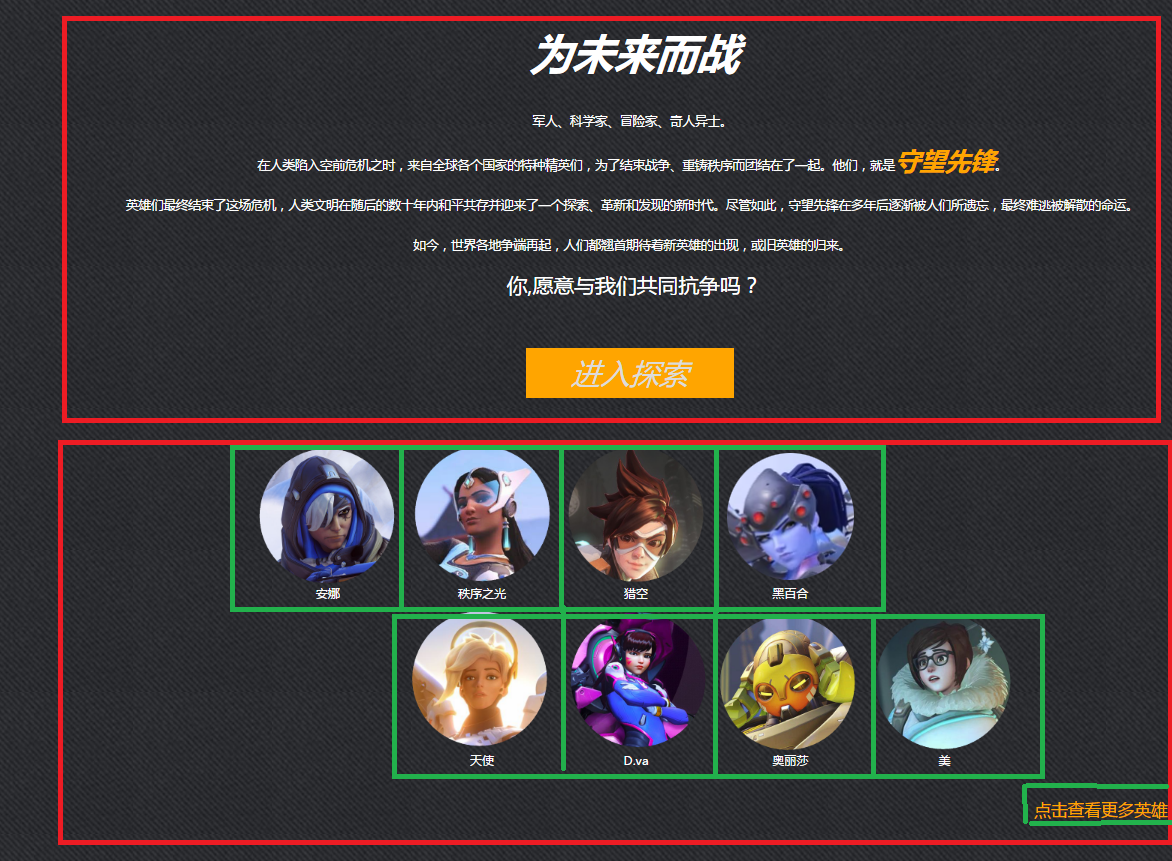 为未来而战
军人、科学家、冒险家、奇人异士。
在人类陷入空前危机之时，来自全球各个国家的特种精英们，为了结束战争、重铸秩序而团结在了一起。他们，就是守望先锋。
英雄们最终结束了这场危机，人类文明在随后的数十年内和平共存并迎来了一个探索、革新和发现的新时代。尽管如此，守望先锋在多年后逐渐被人们所遗忘，最终难逃被解散的命运。
如今，世界各地争端再起，人们都翘首期待着新英雄的出现，或旧英雄的归来。
你,愿意与我们共同抗争吗？
进入探索
安娜 秩序之光 猎空 黑百合
天使 D.va 奥丽莎 美
点击查看更多英雄